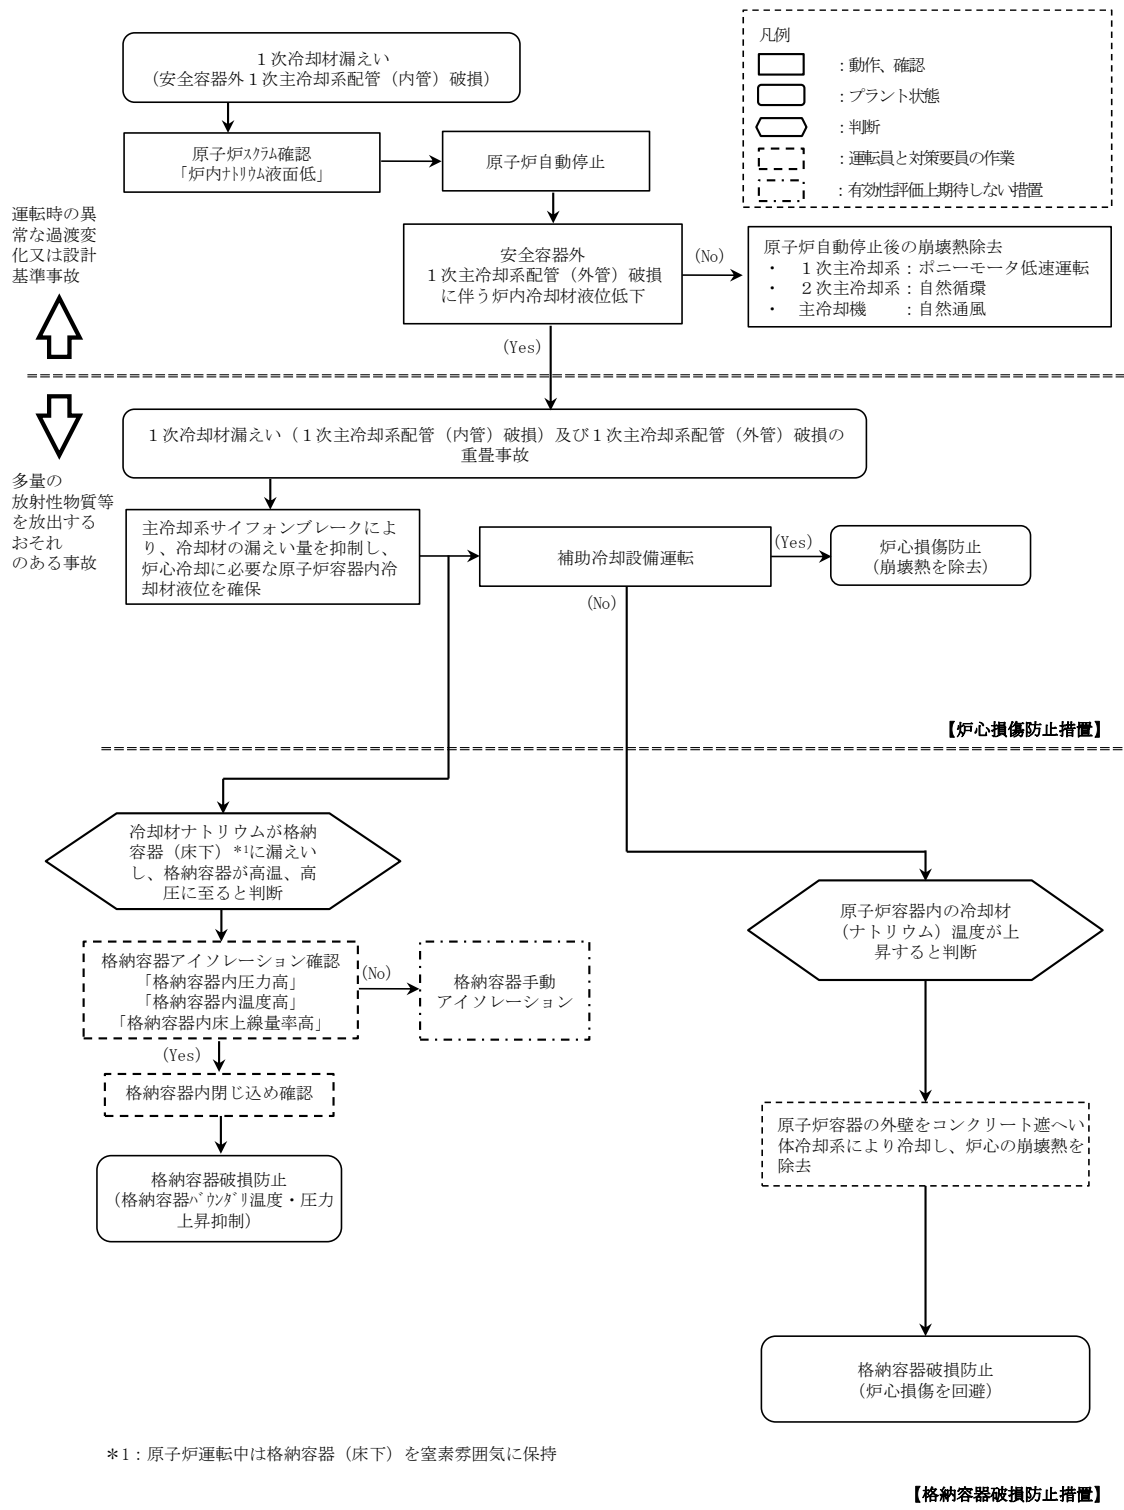 凡例
：動作、確認
：プラント状態
：判断
：運転員と対策要員の作業
：有効性評価上期待しない措置
１次冷却材漏えい
（安全容器外１次主冷却系配管（内管）破損）
原子炉ｽｸﾗﾑ確認
「炉内ﾅﾄﾘｳﾑ液面低」
原子炉自動停止
運転時の異
常な過渡変
化又は設計
基準事故
安全容器外
１次主冷却系配管（外管）破損
に伴う炉内冷却材液位低下
(No)
原子炉自動停止後の崩壊熱除去
・　１次主冷却系：ポニーモータ低速運転
・　２次主冷却系：自然循環
・　主冷却機　　：自然通風
(Yes)
１次冷却材漏えい（１次主冷却系配管（内管）破損）及び１次主冷却系配管（外管）破損の
重畳事故
多量の
放射性物質等
を放出する
おそれ
のある事故
主冷却系サイフォンブレークによ
り、冷却材の漏えい量を抑制し、
炉心冷却に必要な原子炉容器内冷
却材液位を確保
補助冷却設備運転
(Yes)
炉心損傷防止
（崩壊熱を除去）
(No)
【炉心損傷防止措置】
冷却材ナトリウムが格納
容器（床下）*1に漏えい
し、格納容器が高温、高
圧に至ると判断
原子炉容器内の冷却材
（ナトリウム）温度が上
昇すると判断
格納容器アイソレーション確認
「格納容器内圧力高」
「格納容器内温度高」
「格納容器内床上線量率高」
(No)
格納容器手動
アイソレーション
(Yes)
格納容器内閉じ込め確認
原子炉容器の外壁をコンクリート遮へい
体冷却系により冷却し、炉心の崩壊熱を
除去
格納容器破損防止
（格納容器ﾊﾞｳﾝﾀﾞﾘ温度・圧力
上昇抑制）
格納容器破損防止
（炉心損傷を回避）
＊1：原子炉運転中は格納容器（床下）を窒素雰囲気に保持
【格納容器破損防止措置】